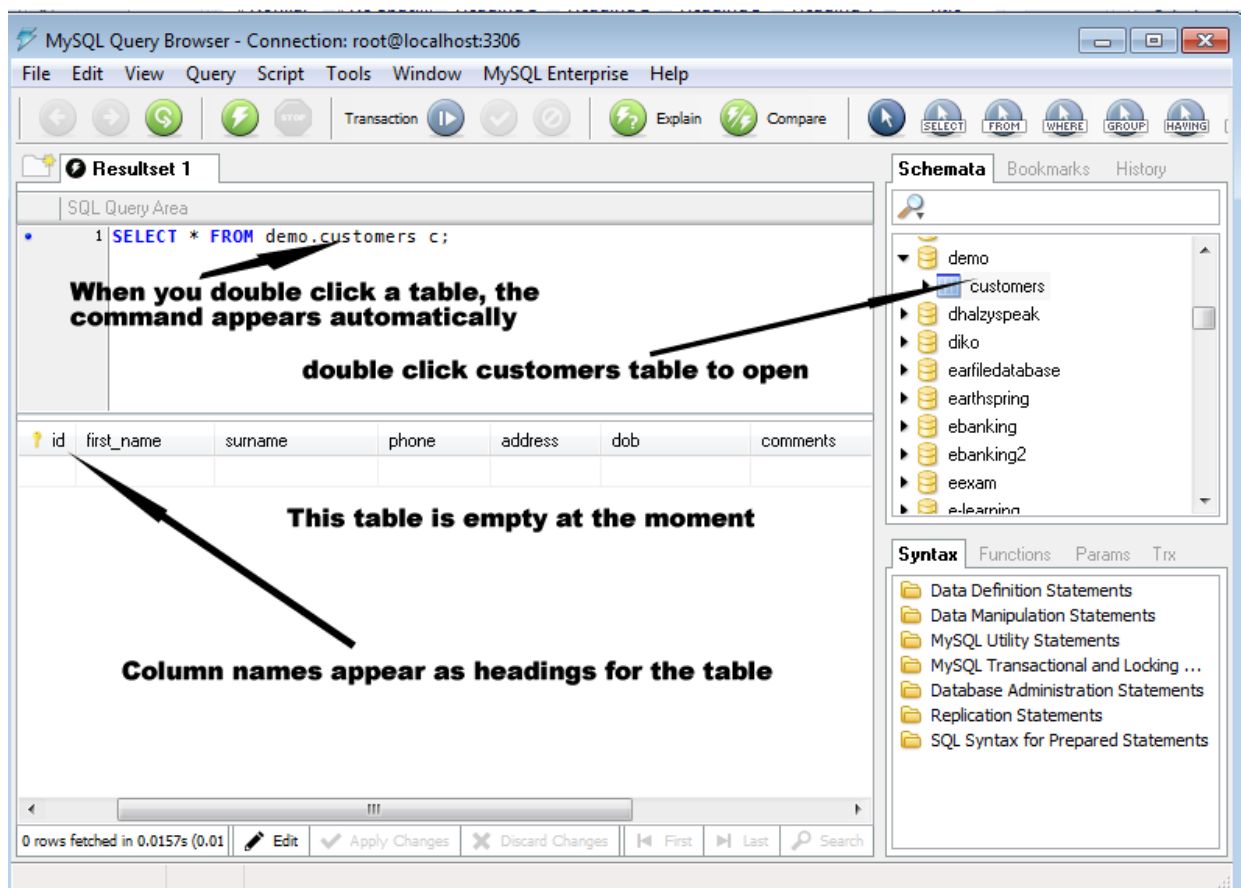 MySQL Query Browser - Connection: root@localhost:3306
File Edit View Query Script Tools Window MySQL Enterprise Help
STOP Transaction Explain Compare SELECT FROM WHERE GROUP HAVING
Resultset 1
SQL Query Area
1 SELECT * FROM demo.customers c;
When you double click a table, the
command appears automatically
double click customers table to open
id first_name surname phone address dob comments
This table is empty at the moment
Column names appear as headings for the table
0 rows fetched in 0.0157s (0.01 Edit Apply Changes Discard Changes First Last Search
Schemata Bookmarks History
demo
customers
dhalzyspeak
diko
earfiledatabase
earthspring
ebanking
ebanking2
eexam
e-learning
Syntax Functions Params Trx
Data Definition Statements
Data Manipulation Statements
MySQL Utility Statements
MySQL Transactional and Locking ...
Database Administration Statements
Replication Statements
SQL Syntax for Prepared Statements